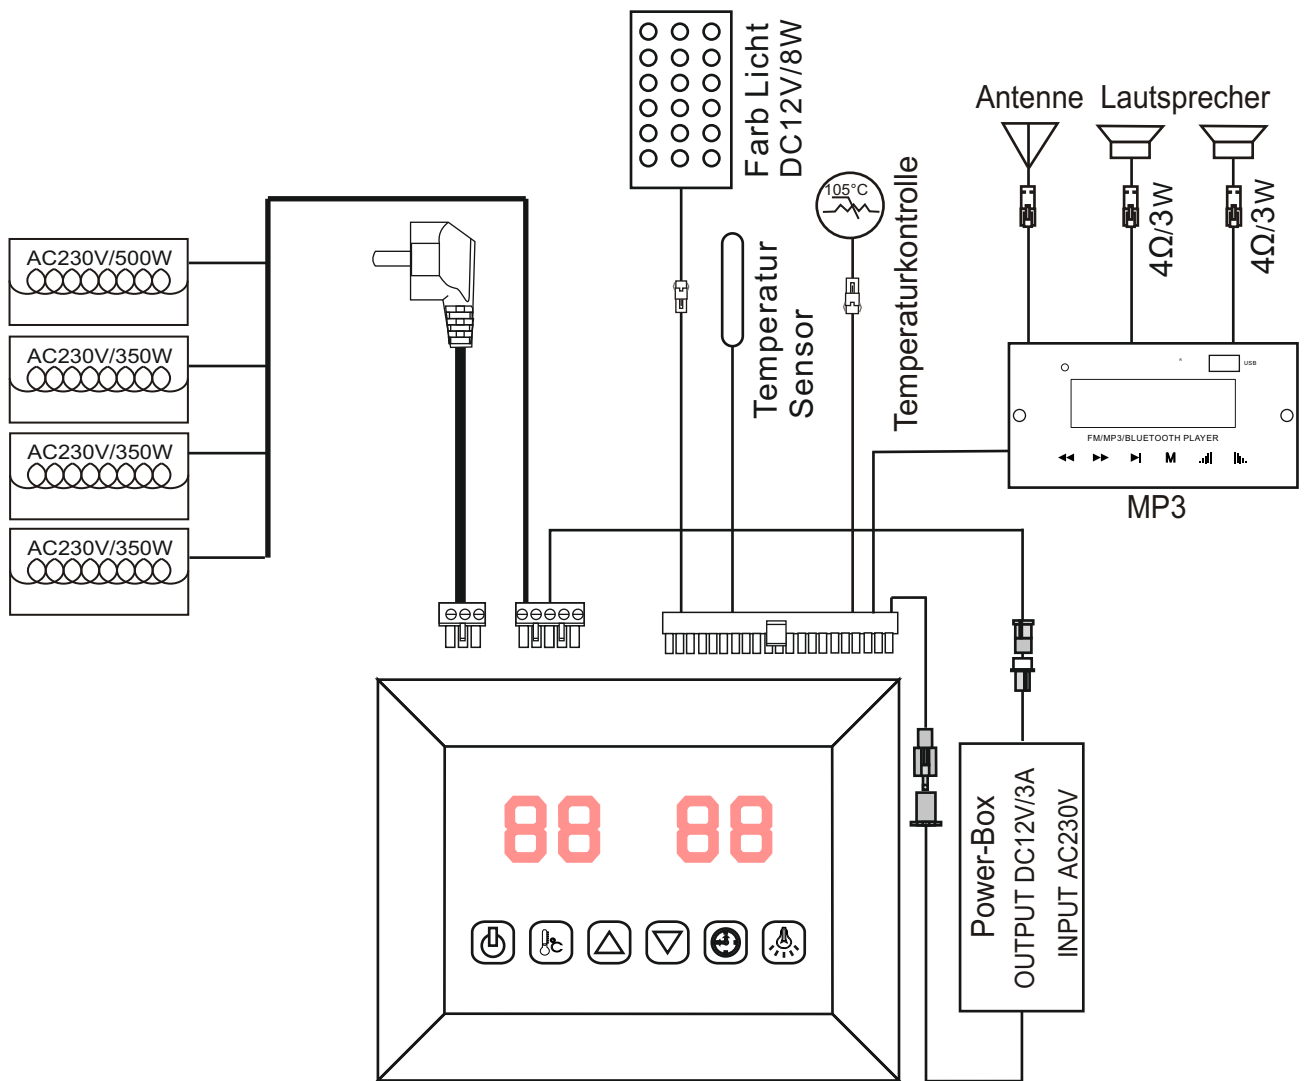 Farb Licht
DC12V/8W
Antenne
Lautsprecher
105°C
4Ω/3W
4Ω/3W
AC230V/500W
AC230V/350W
AC230V/350W
AC230V/350W
Temperatur
Sensor
Temperaturkontrolle
USB
FM/MP3/BLUETOOTH PLAYER
M
MP3
88 88
°C
Power-Box
OUTPUT DC12V/3A
INPUT AC230V